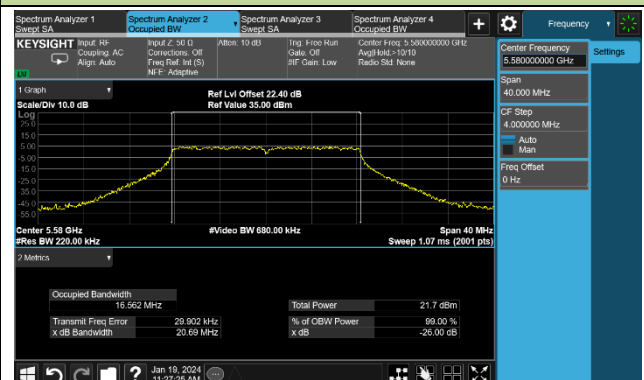 Spectrum Analyzer 1
Swept SA
Spectrum Analyzer 2
Occupied BW
Spectrum Analyzer 3
Swept SA
Spectrum Analyzer 4
Occupied BW
Frequency
KEYSIGHT
Input: RF
Coupling: AC
Align: Auto
Input Z: 50 Ω
Corrections: Off
Freq Ref: Int (S)
NFE: Adaptive
Atten: 10 dB
Trig: Free Run
Gate: Off
#IF Gain: Low
Center Freq: 5.580000000 GHz
Avg|Hold:>10/10
Radio Std: None
Center Frequency
5.580000000 GHz
Settings
Span
40.000 MHz
CF Step
4.000000 MHz
Auto
Man
Freq Offset
0 Hz
1 Graph
Scale/Div 10.0 dB
Ref Lvl Offset 22.40 dB
Ref Value 35.00 dBm
Log
25.0
15.0
5.00
-5.00
-15.0
-25.0
-35.0
-45.0
-55.0
Center 5.58 GHz
#Res BW 220.00 kHz
#Video BW 680.00 kHz
Span 40 MHz
Sweep 1.07 ms (2001 pts)
2 Metrics
Occupied Bandwidth
16.562 MHz
Transmit Freq Error 29.902 kHz
x dB Bandwidth 20.69 MHz
Total Power 21.7 dBm
% of OBW Power 99.00 %
x dB -26.00 dB
Jan 19, 2024
11:27:25 AM